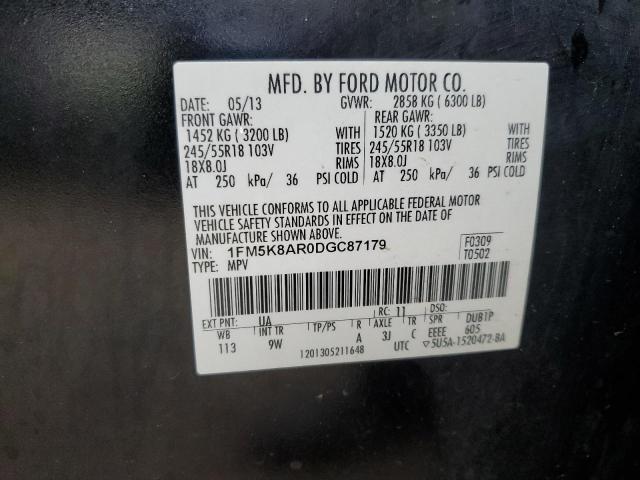 MFD. BY FORD MOTOR CO.
DATE: 05/13 GVWR: 2858 KG ( 6300 LB)
FRONT GAWR: REAR GAWR:
1452 KG ( 3200 LB) WITH 1520 KG ( 3350 LB) WITH
245/55R18 103V TIRES 245/55R18 103V TIRES
18X8.0J RIMS 18X8.0J RIMS
AT 250 kPa/ 36 PSI COLD AT 250 kPa/ 36 PSI COLD
THIS VEHICLE CONFORMS TO ALL APPLICABLE FEDERAL MOTOR
VEHICLE SAFETY STANDARDS IN EFFECT ON THE DATE OF
MANUFACTURE SHOWN ABOVE.
VIN: 1FM5K8AR0DGC87179
TYPE: MPV
F0309
T0502
EXT PNT: UA RC: 11 DSO:
WB INT TR TP/PS R AXLE TR SPR DUB1P
113 9W A 3J C EEEE 605
1201305211648 UTC ▽5U5A-1520472-BA